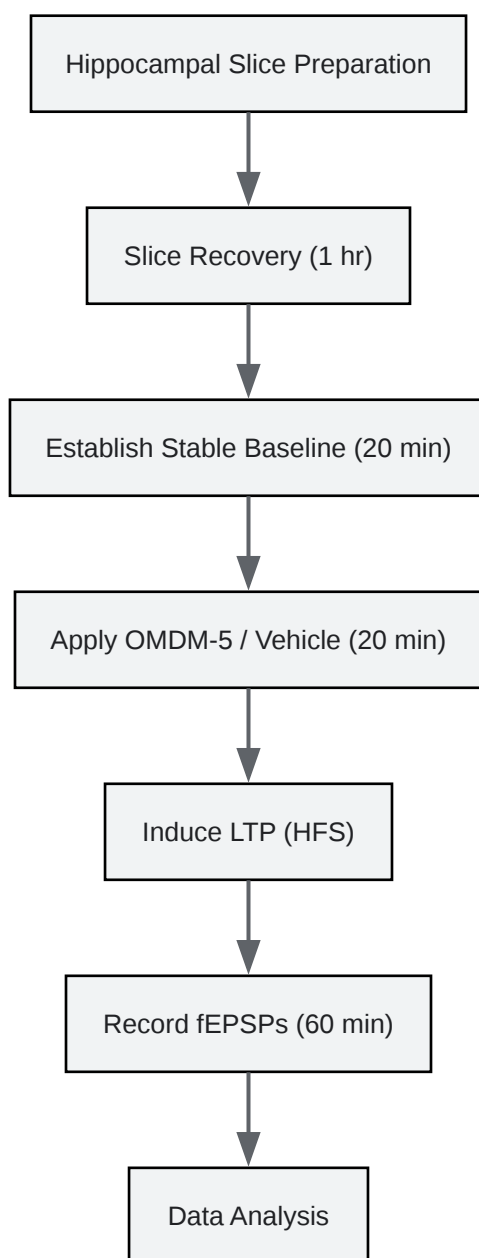 Hippocampal Slice Preparation
Slice Recovery (1 hr)
Establish Stable Baseline (20 min)
Apply OMDM-5 / Vehicle (20 min)
Induce LTP (HFS)
Record fEPSPs (60 min)
Data Analysis